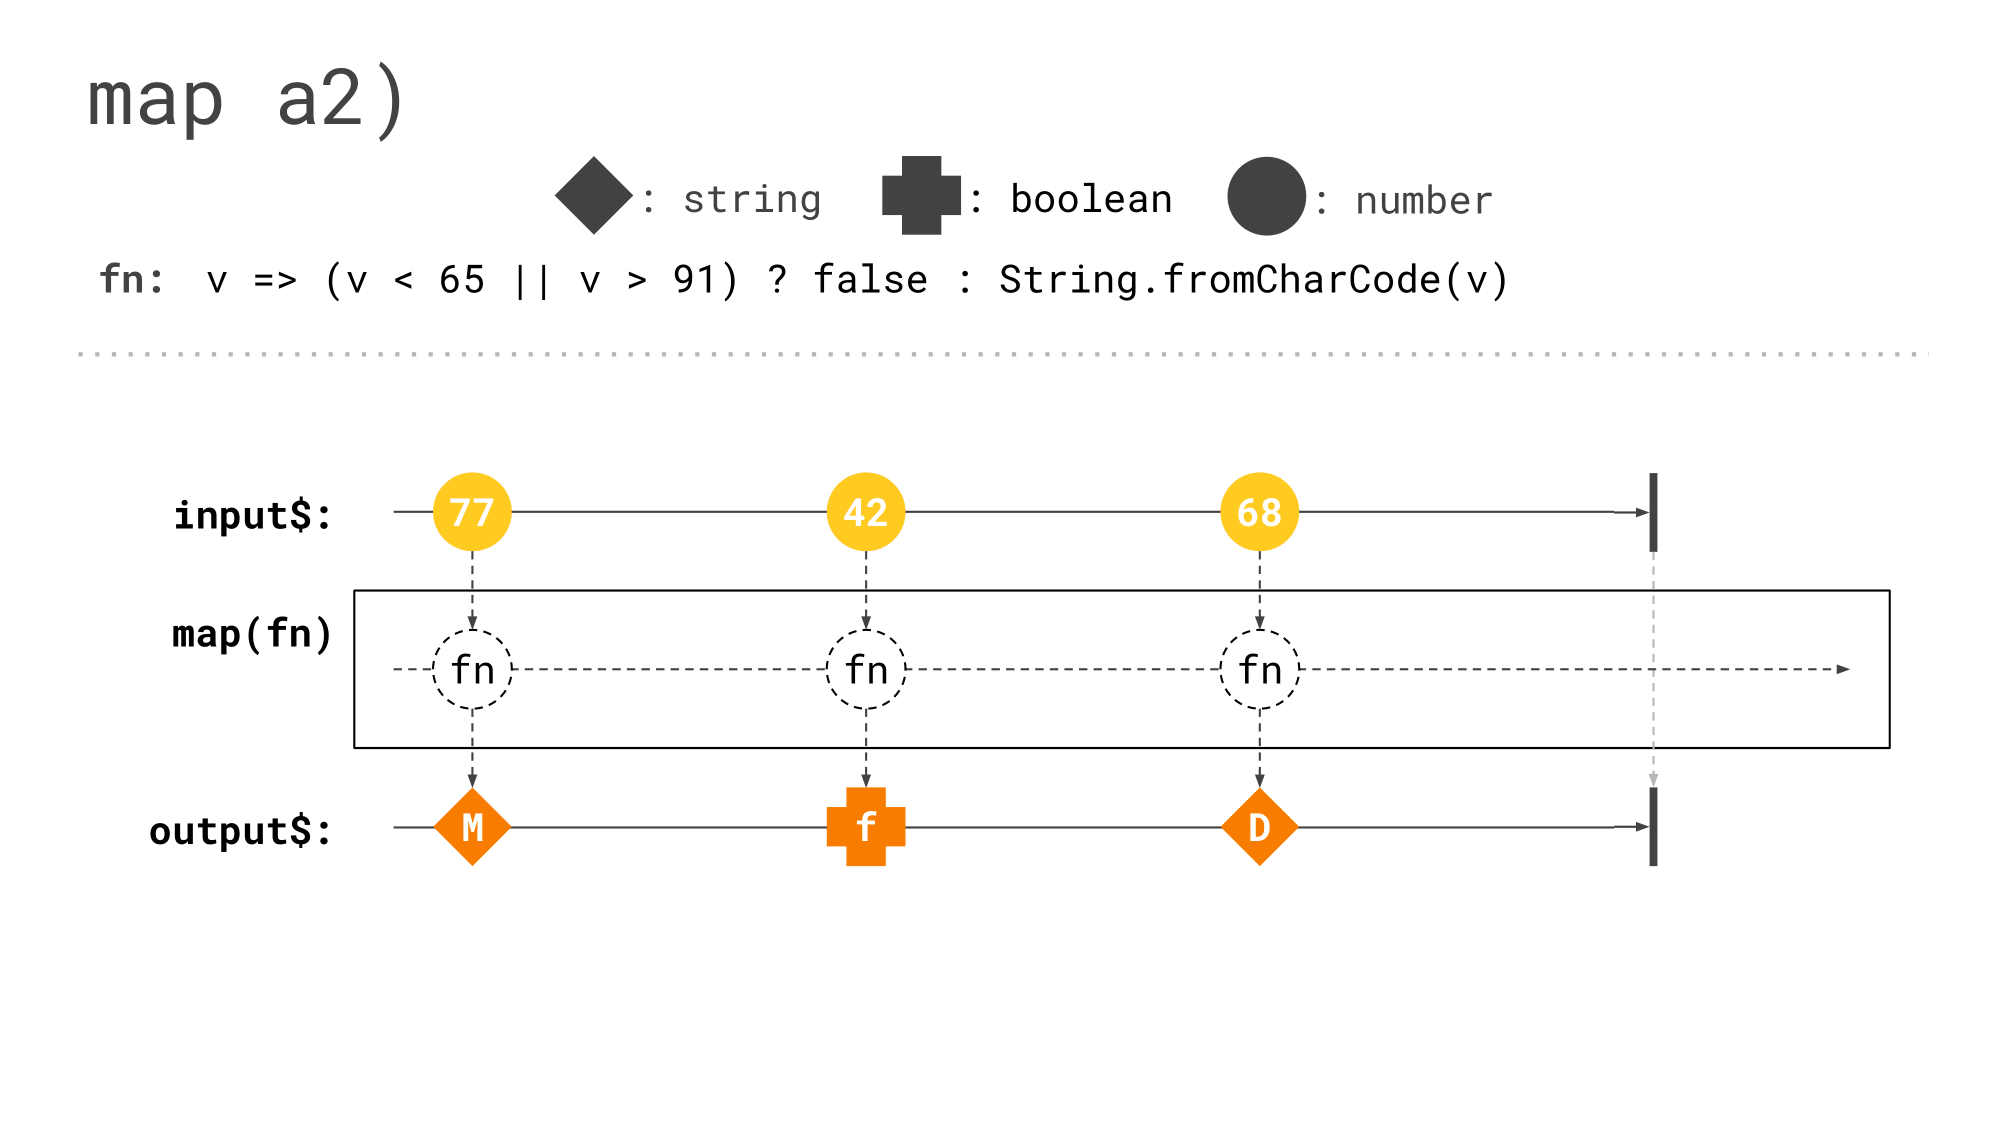 map a2)
: string : boolean : number
fn: v => (v < 65 || v > 91) ? false : String.fromCharCode(v)
input$: 77 42 68
map(fn)
fn fn fn
output$: M f D